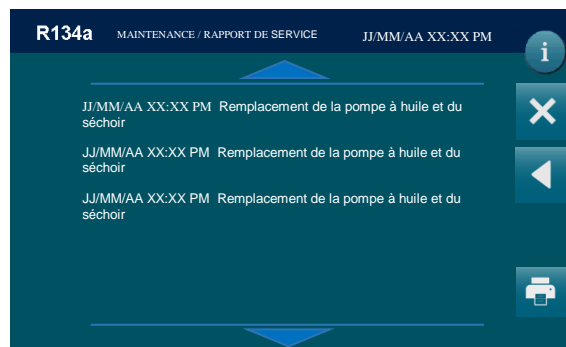 R134a MAINTENANCE / RAPPORT DE SERVICE JJ/MM/AA XX:XX PM
i
JJ/MM/AA XX:XX PM Remplacement de la pompe à huile et du
séchoir
JJ/MM/AA XX:XX PM Remplacement de la pompe à huile et du
séchoir
JJ/MM/AA XX:XX PM Remplacement de la pompe à huile et du
séchoir